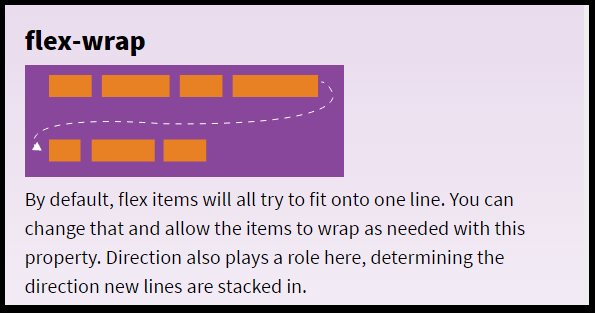 flex-wrap
By default, flex items will all try to fit onto one line. You can
change that and allow the items to wrap as needed with this
property. Direction also plays a role here, determining the
direction new lines are stacked in.